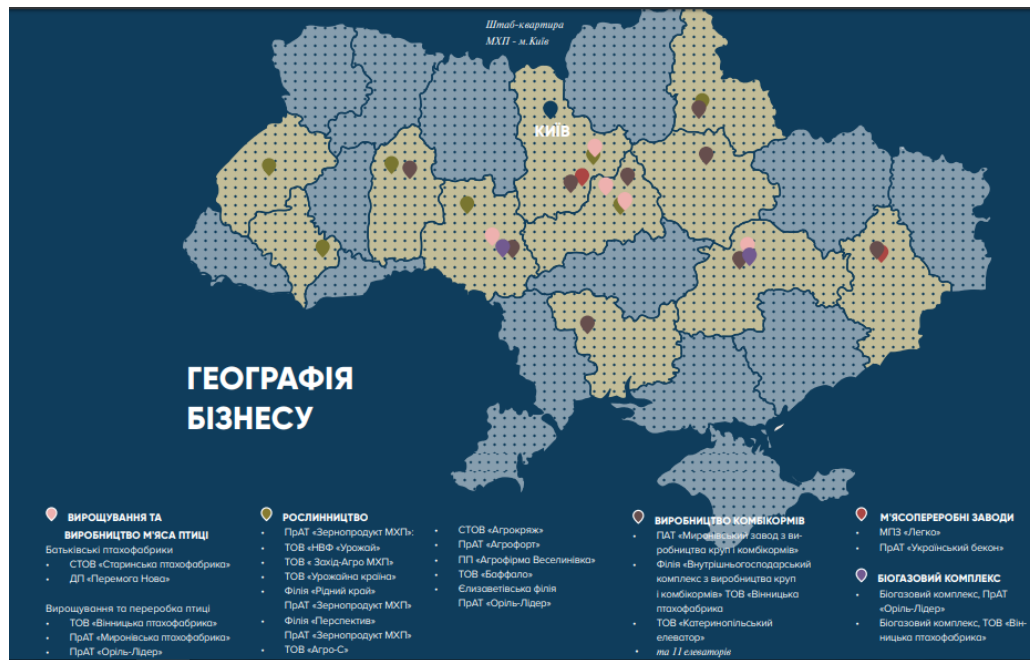 Штаб-квартира
МХП - м.Київ
КИЇВ
ГЕОГРАФІЯ
БІЗНЕСУ
ВИРОЩУВАННЯ ТА
ВИРОБНИЦТВО М'ЯСА ПТИЦІ
Батьківські птахофабрики
• СТОВ «Старинська птахофабрика»
• ДП «Перемога Нова»
Вирощування та переробка птиці
• ТОВ «Вінницька птахофабрика»
• ПрАТ «Миронівська птахофабрика»
• ПрАТ «Оріль-Лідер»
РОСЛИННИЦТВО
• ПрАТ «Зернопродукт МХП»:
• ТОВ «НВФ «Урожай»
• ТОВ « Захід-Агро МХП»
• ТОВ «Урожайна країна»
• Філія «Рідний край»
ПрАТ «Зернопродукт МХП»
• Філія «Перспектив»
ПрАТ «Зернопродукт МХП»
• ТОВ «Агро-С»
• СТОВ «Агрокряж»
• ПрАТ «Агрофорт»
• ПП «Агрофірма Веселинівка»
• ТОВ «Баффало»
• Єлизаветівська філія
ПрАТ «Оріль-Лідер»
ВИРОБНИЦТВО КОМБІКОРМІВ
• ПАТ «Миронівський завод з ви-
робництва круп і комбікормів»
• Філія «Внутрішньогосподарський
комплекс з виробництва круп
і комбікормів» ТОВ «Вінницька
птахофабрика
• ТОВ «Катеринопільський
елеватор»
• та 11 елеваторів
М'ЯСОПЕРЕРОБНІ ЗАВОДИ
• МПЗ «Легко»
• ПрАТ «Український бекон»
БІОГАЗОВИЙ КОМПЛЕКС
• Біогазовий комплекс, ПрАТ
«Оріль-Лідер»
• Біогазовий комплекс, ТОВ «Він-
ницька птахофабрика»